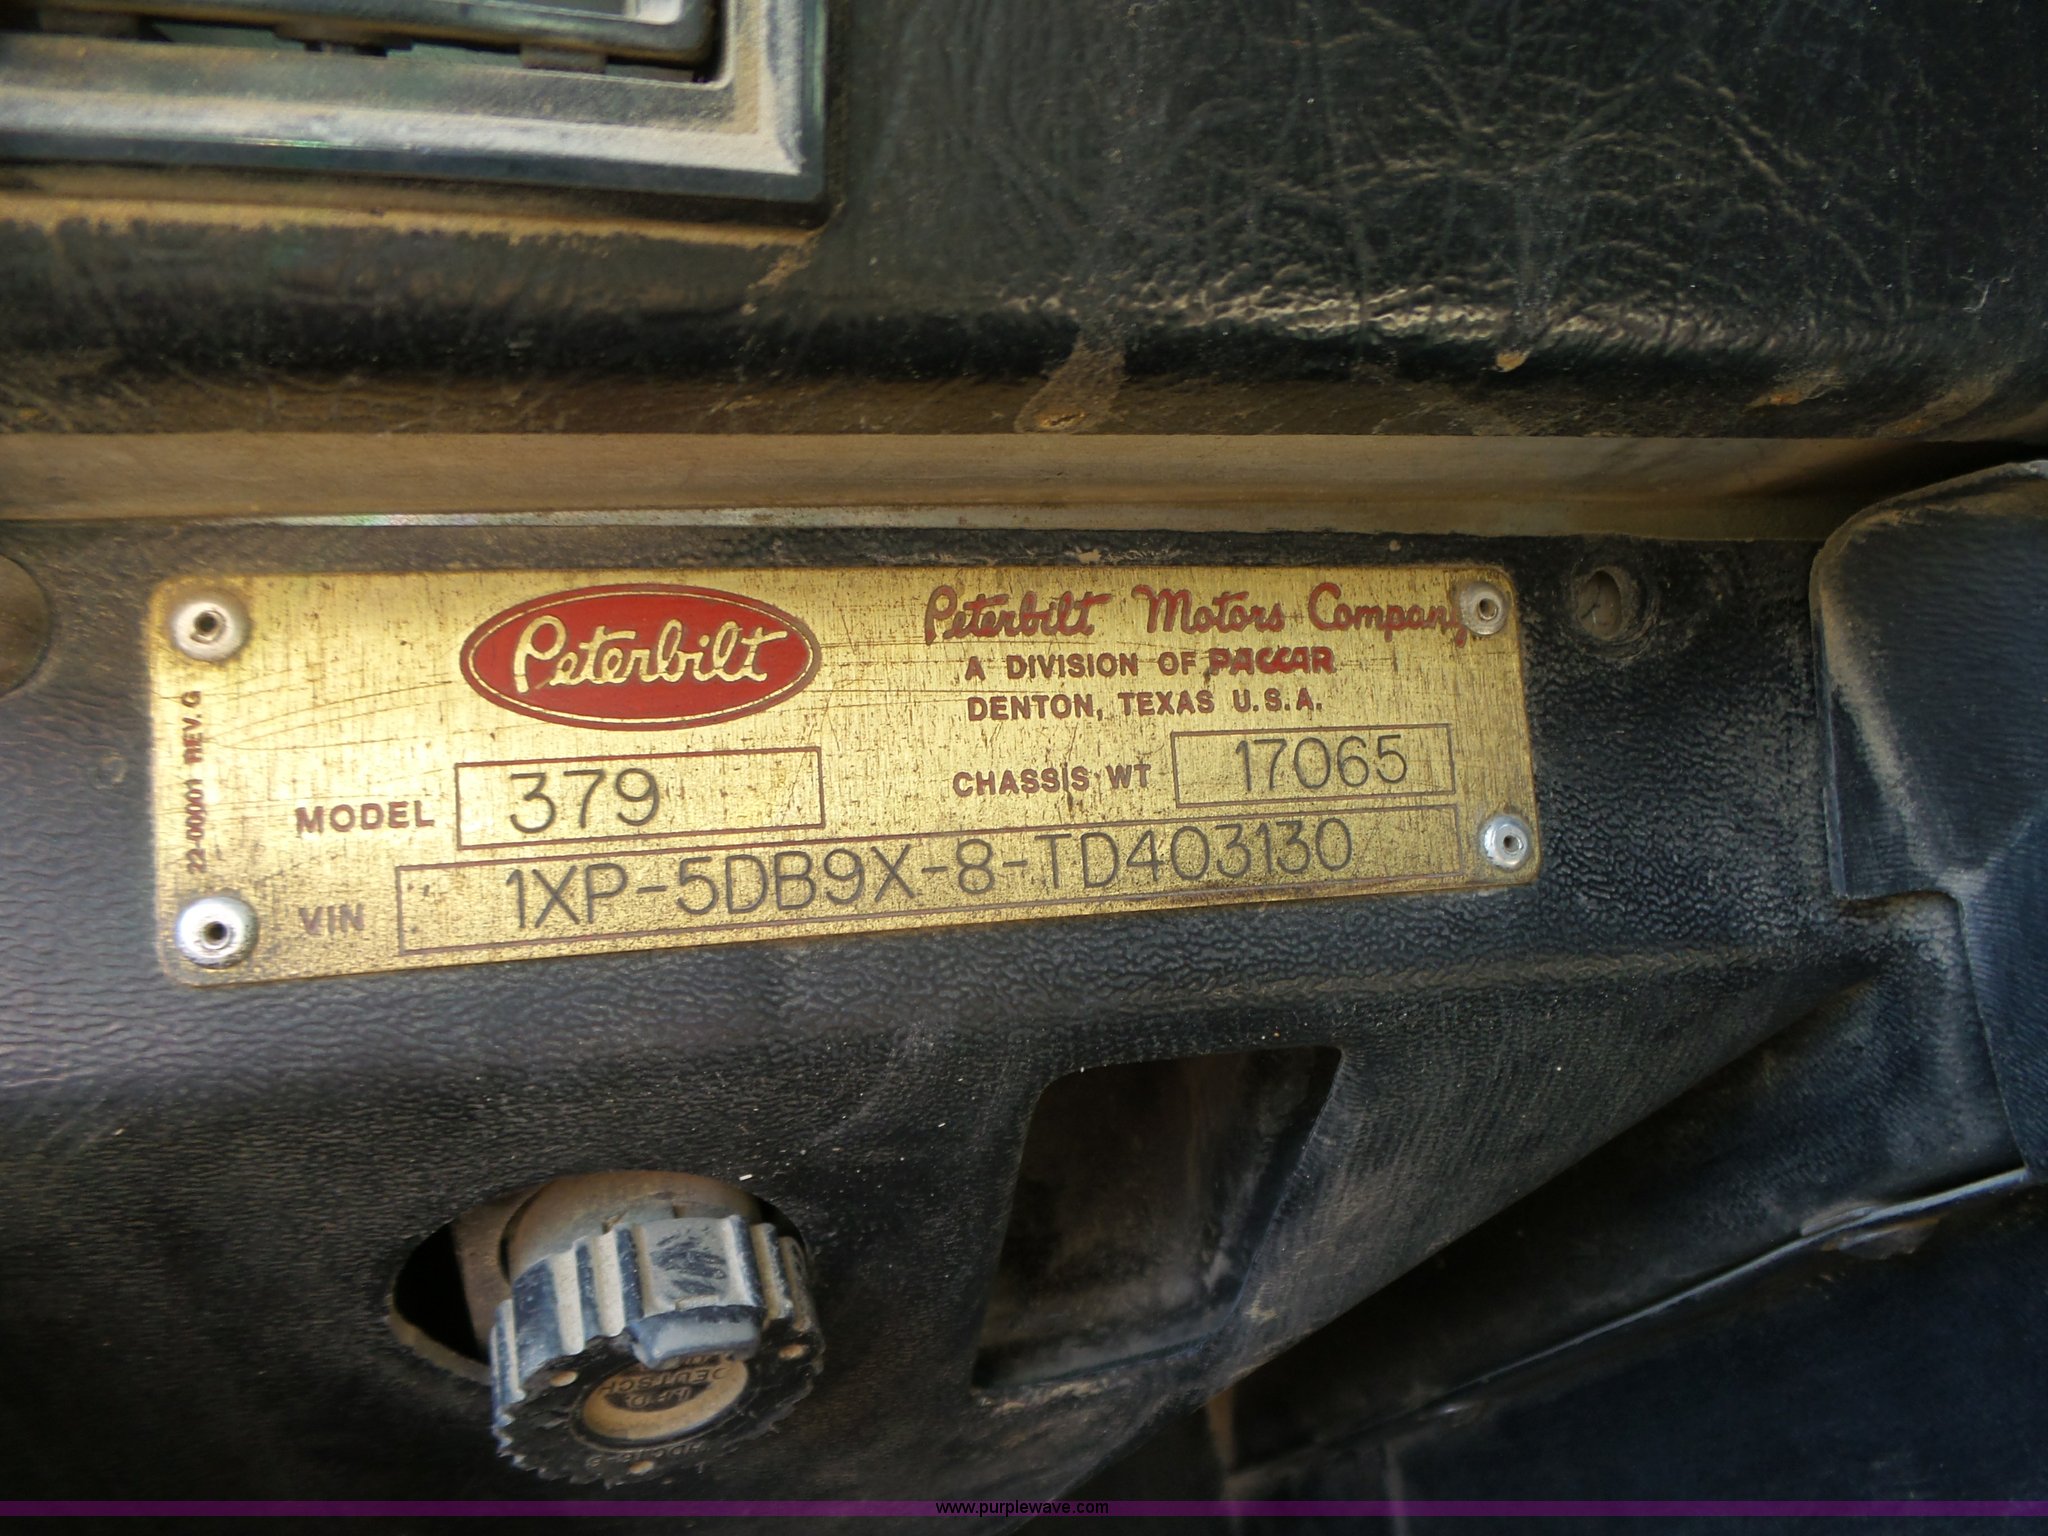 Peterbilt
Peterbilt Motors Company
A DIVISION OF PACCAR
DENTON, TEXAS U.S.A.
22-00001 REV. G
MODEL 379
CHASSIS WT 17065
VIN 1XP-5DB9X-8-TD403130
DEUTSCH
www.purplewave.com